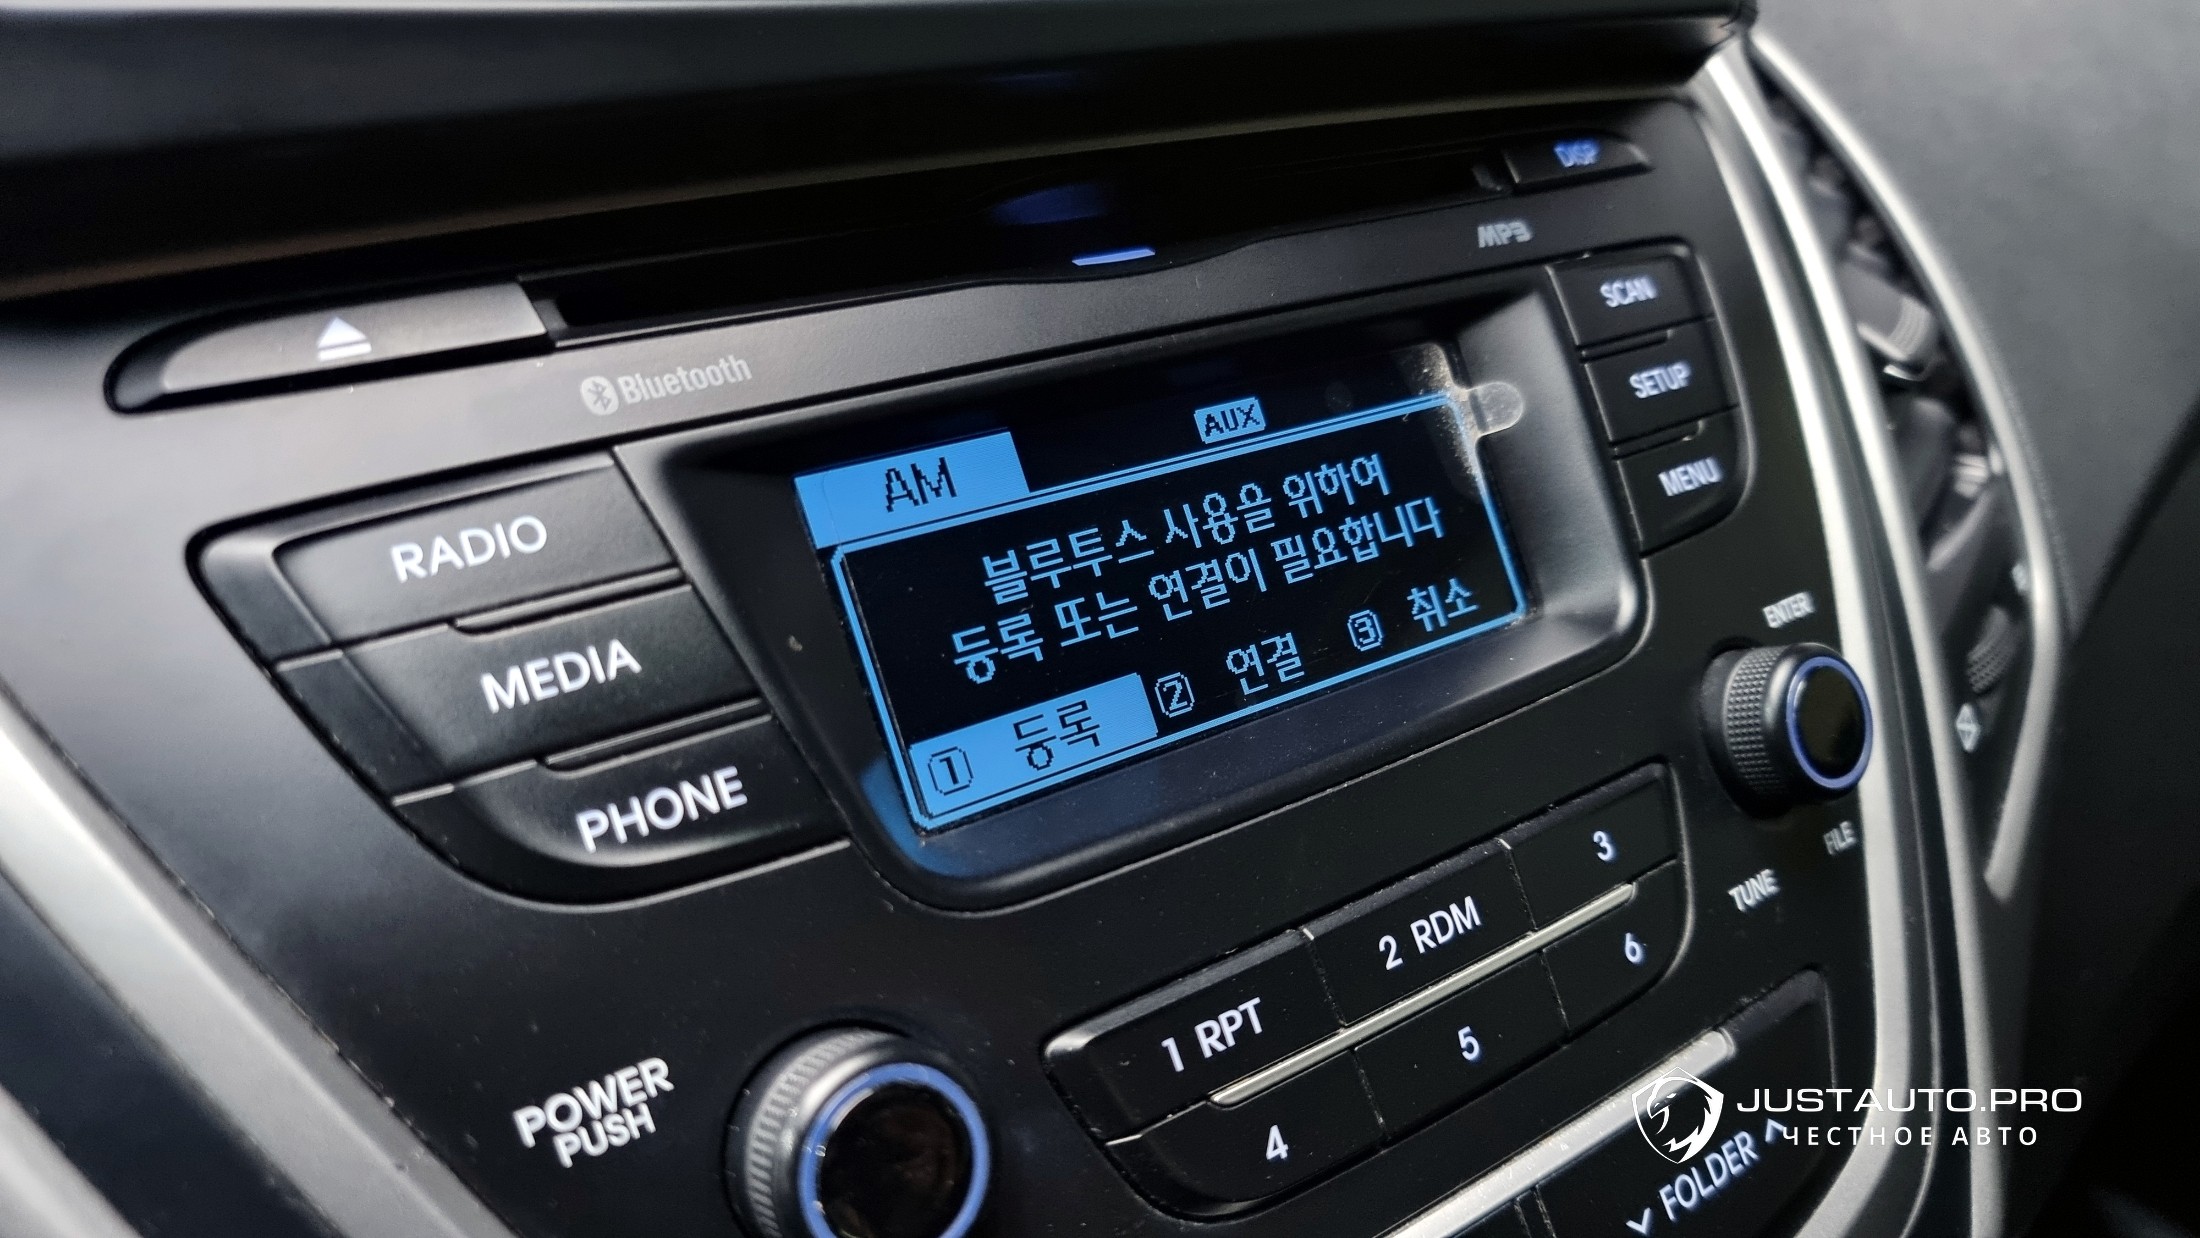 DISP
MP3
SCAN
Bluetooth
SETUP
AUX
AM
MENU
블루투스 사용을 위하여
등록 또는 연결이 필요합니다
1 등록 2 연결 3 취소
RADIO
MEDIA
PHONE
ENTER
FILE
TUNE
3
2 RDM
6
1 RPT
5
4
POWER
PUSH
FOLDER
JUSTAUTO.PRO
ЧЕСТНОЕ АВТО